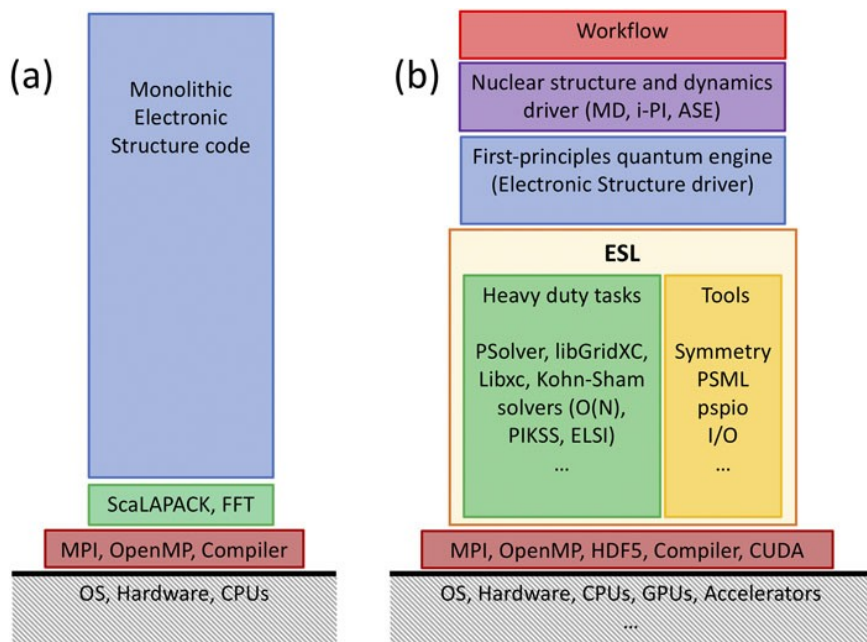 (a)
Monolithic
Electronic
Structure code
ScaLAPACK, FFT
MPI, OpenMP, Compiler
OS, Hardware, CPUs
(b)
Workflow
Nuclear structure and dynamics
driver (MD, i-PI, ASE)
First-principles quantum engine
(Electronic Structure driver)
ESL
Heavy duty tasks
PSolver, libGridXC,
Libxc, Kohn-Sham
solvers (O(N),
PIKSS, ELSI)
...
Tools
Symmetry
PSML
pspio
I/O
...
MPI, OpenMP, HDF5, Compiler, CUDA
OS, Hardware, CPUs, GPUs, Accelerators
...